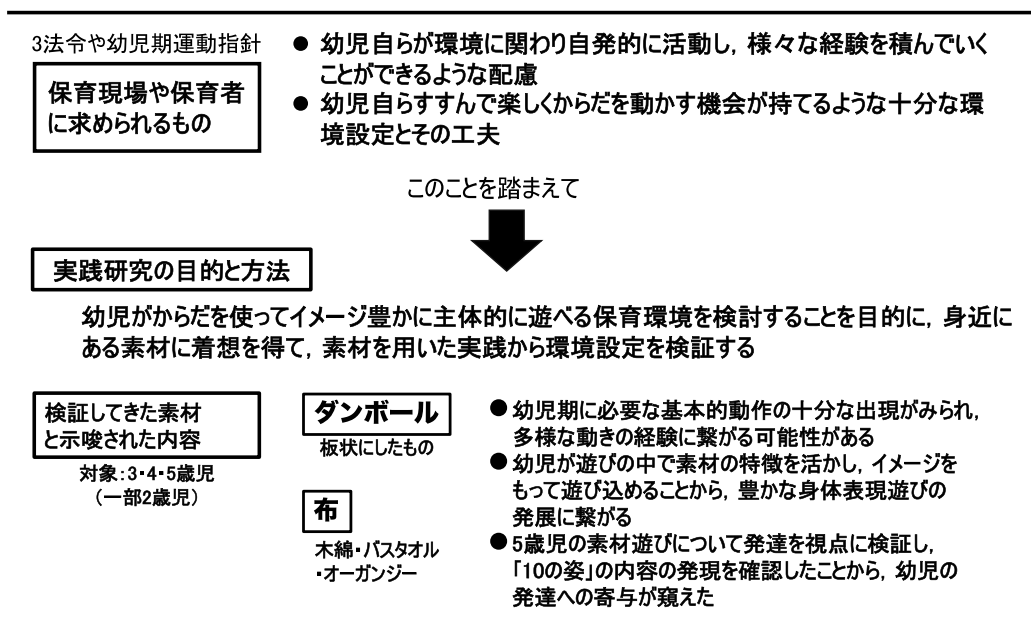 3法令や幼児期運動指針
保育現場や保育者
に求められるもの
● 幼児自らが環境に関わり自発的に活動し，様々な経験を積んでいく
ことができるような配慮
● 幼児自らすすんで楽しくからだを動かす機会が持てるような十分な環
境設定とその工夫
このことを踏まえて
実践研究の目的と方法
幼児がからだを使ってイメージ豊かに主体的に遊べる保育環境を検討することを目的に，身近に
ある素材に着想を得て，素材を用いた実践から環境設定を検証する
検証してきた素材
と示唆された内容
対象：3・4・5歳児
（一部2歳児）
ダンボール
板状にしたもの
布
木綿・バスタオル
・オーガンジー
●幼児期に必要な基本的動作の十分な出現がみられ，
多様な動きの経験に繋がる可能性がある
●幼児が遊びの中で素材の特徴を活かし，イメージを
もって遊び込めることから，豊かな身体表現遊びの
発展に繋がる
●5歳児の素材遊びについて発達を視点に検証し，
「10の姿」の内容の発現を確認したことから，幼児の
発達への寄与が窺えた